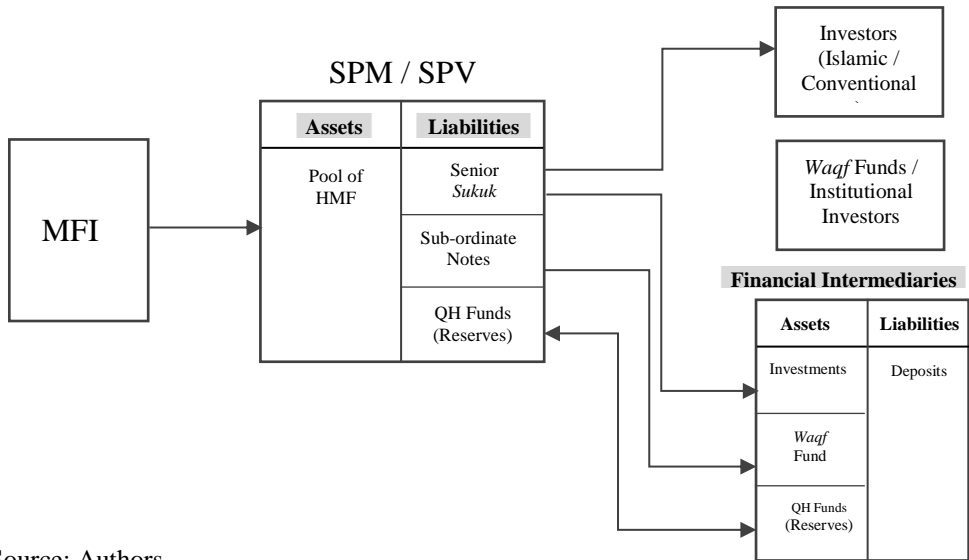 SPM / SPV
MFI
Assets
Liabilities
Pool of
HMF
Senior
Sukuk
Sub-ordinate
Notes
QH Funds
(Reserves)
Investors
(Islamic /
Conventional
Waqf Funds /
Institutional
Investors
Financial Intermediaries
Assets
Liabilities
Investments
Deposits
Waqf
Fund
QH Funds
(Reserves)
Source: Authors